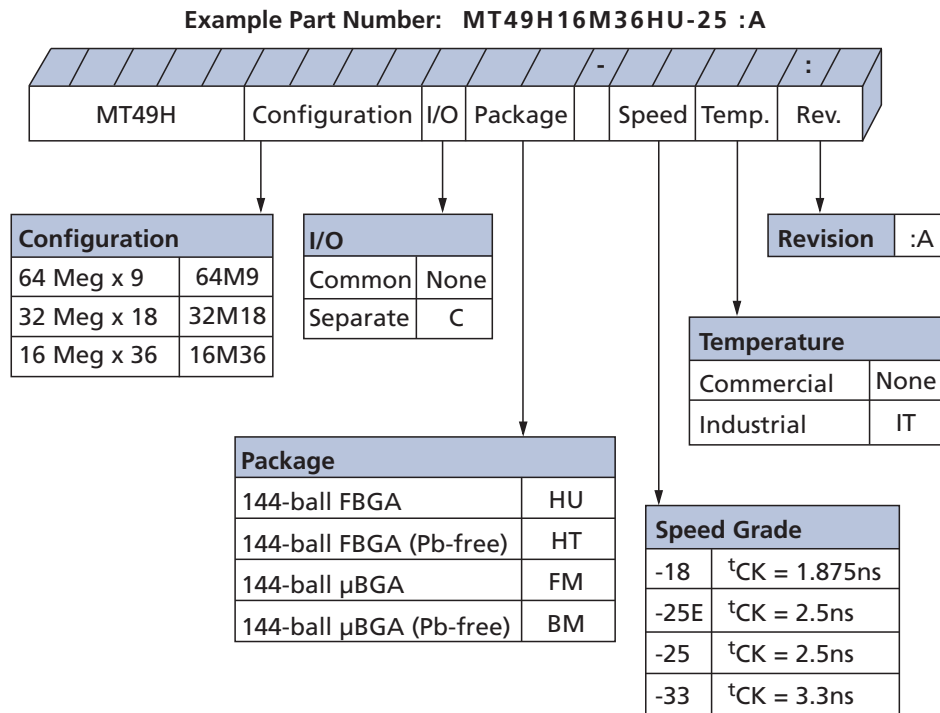 Example Part Number: MT49H16M36HU-25 :A
- :
MT49H Configuration I/O Package Speed Temp. Rev.
Configuration
64 Meg x 9 64M9
32 Meg x 18 32M18
16 Meg x 36 16M36
I/O
Common None
Separate C
Revision :A
Temperature
Commercial None
Industrial IT
Package
144-ball FBGA HU
144-ball FBGA (Pb-free) HT
144-ball µBGA FM
144-ball µBGA (Pb-free) BM
Speed Grade
-18 tCK = 1.875ns
-25E tCK = 2.5ns
-25 tCK = 2.5ns
-33 tCK = 3.3ns